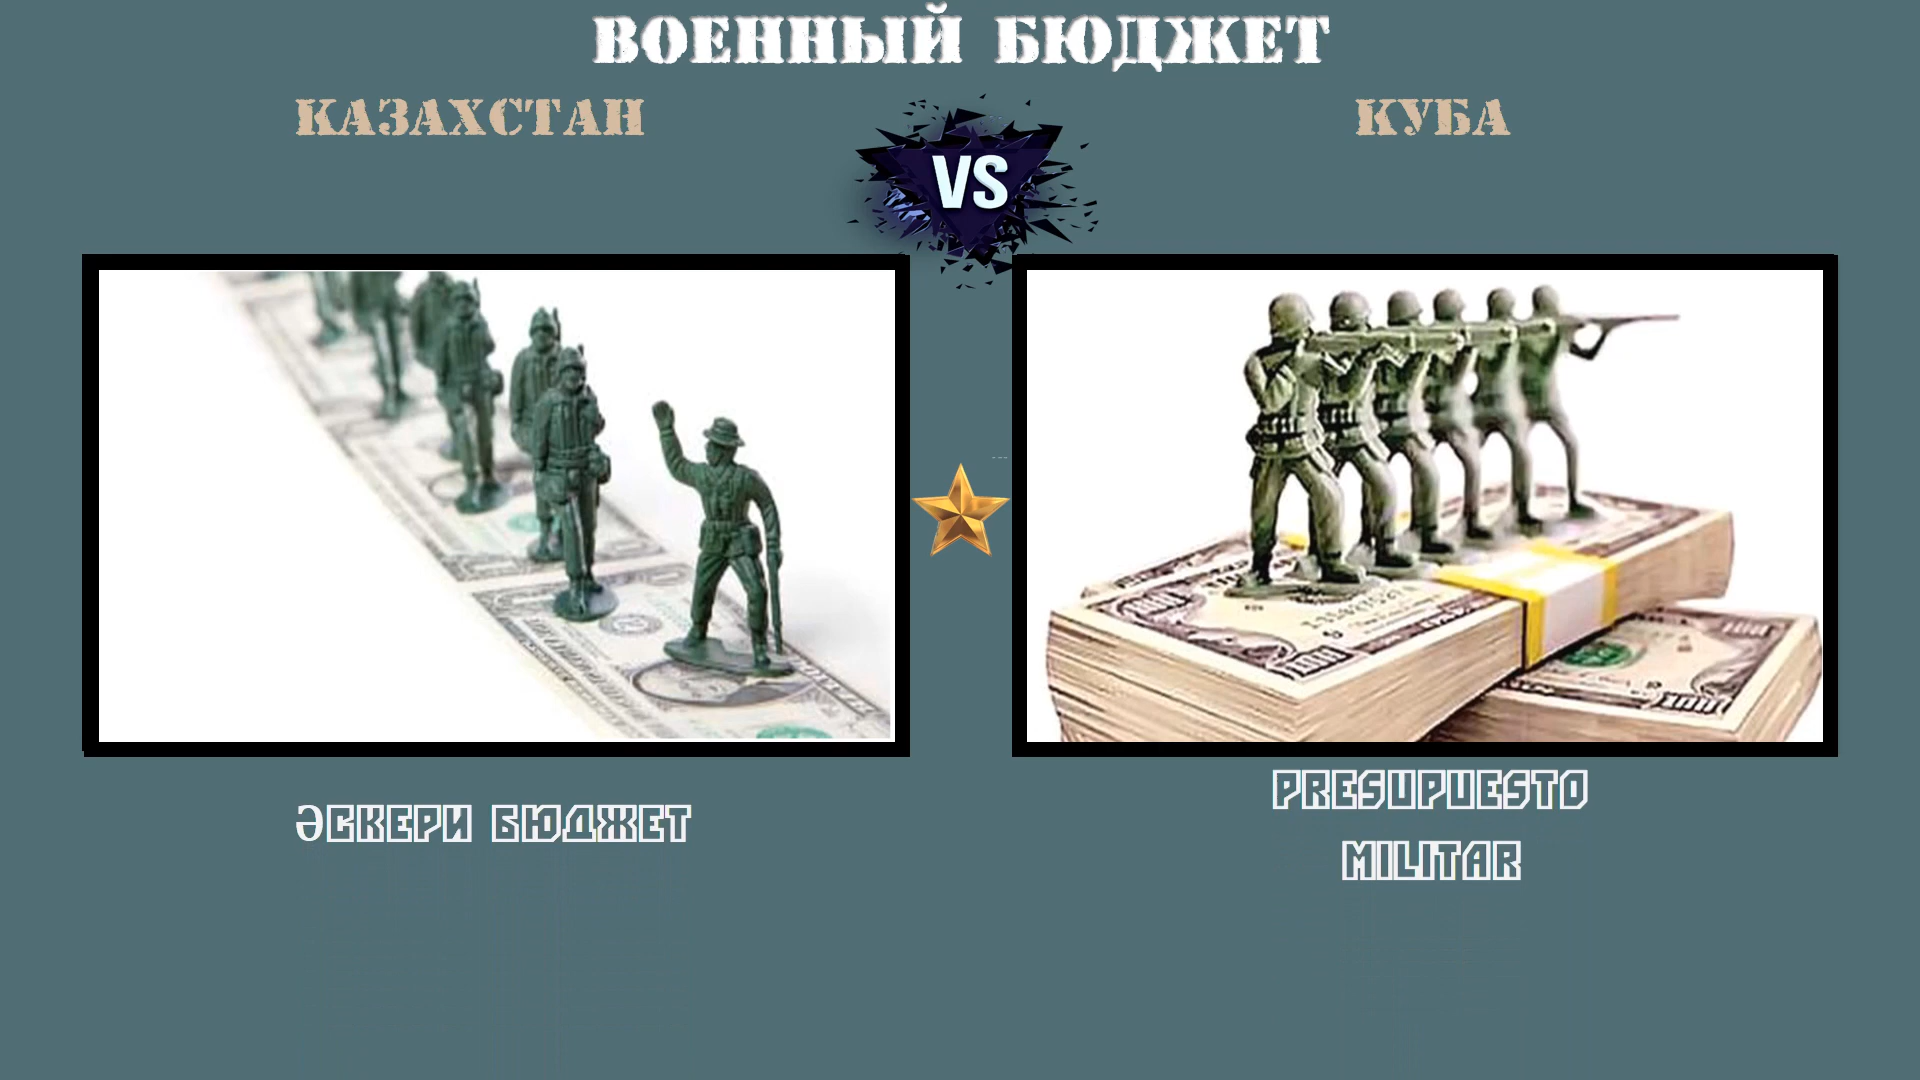 ВОЕННЫЙ БЮДЖЕТ
КАЗАХСТАН
КУБА
VS
ӘСКЕРИ БЮДЖЕТ
PRESUPUESTO
MILITAR